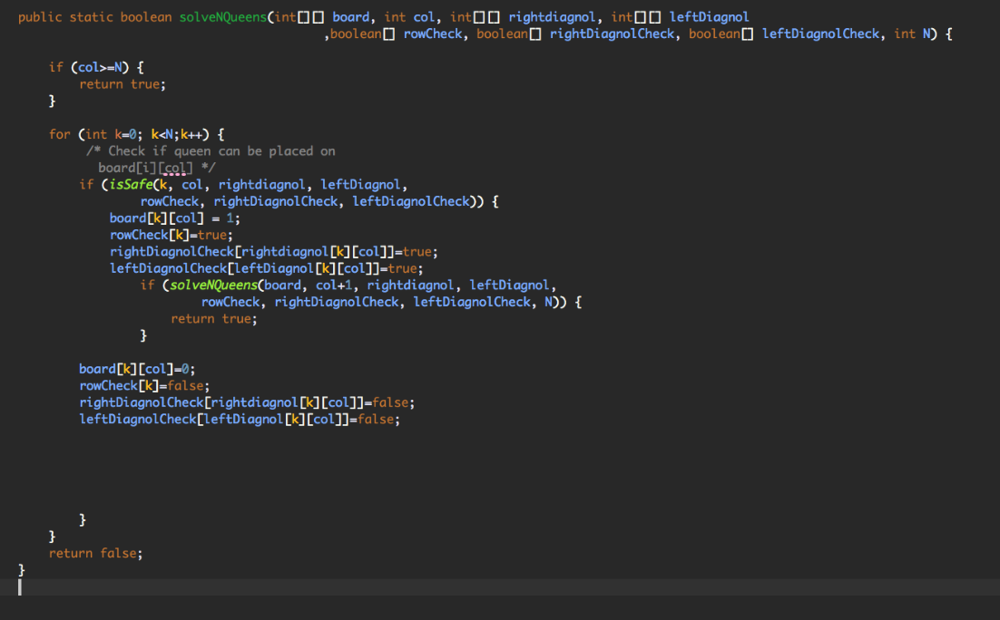 public static boolean solveNQueens(int[][] board, int col, int[][] rightdiagnol, int[][] leftDiagnol
,boolean[] rowCheck, boolean[] rightDiagnolCheck, boolean[] leftDiagnolCheck, int N) {
if (col>=N) {
return true;
}
for (int k=0; k<N;k++) {
/* Check if queen can be placed on
board[i][col] */
if (isSafe(k, col, rightdiagnol, leftDiagnol,
rowCheck, rightDiagnolCheck, leftDiagnolCheck)) {
board[k][col] = 1;
rowCheck[k]=true;
rightDiagnolCheck[rightdiagnol[k][col]]=true;
leftDiagnolCheck[leftDiagnol[k][col]]=true;
if (solveNQueens(board, col+1, rightdiagnol, leftDiagnol,
rowCheck, rightDiagnolCheck, leftDiagnolCheck, N)) {
return true;
}
board[k][col]=0;
rowCheck[k]=false;
rightDiagnolCheck[rightdiagnol[k][col]]=false;
leftDiagnolCheck[leftDiagnol[k][col]]=false;
}
}
return false;
}